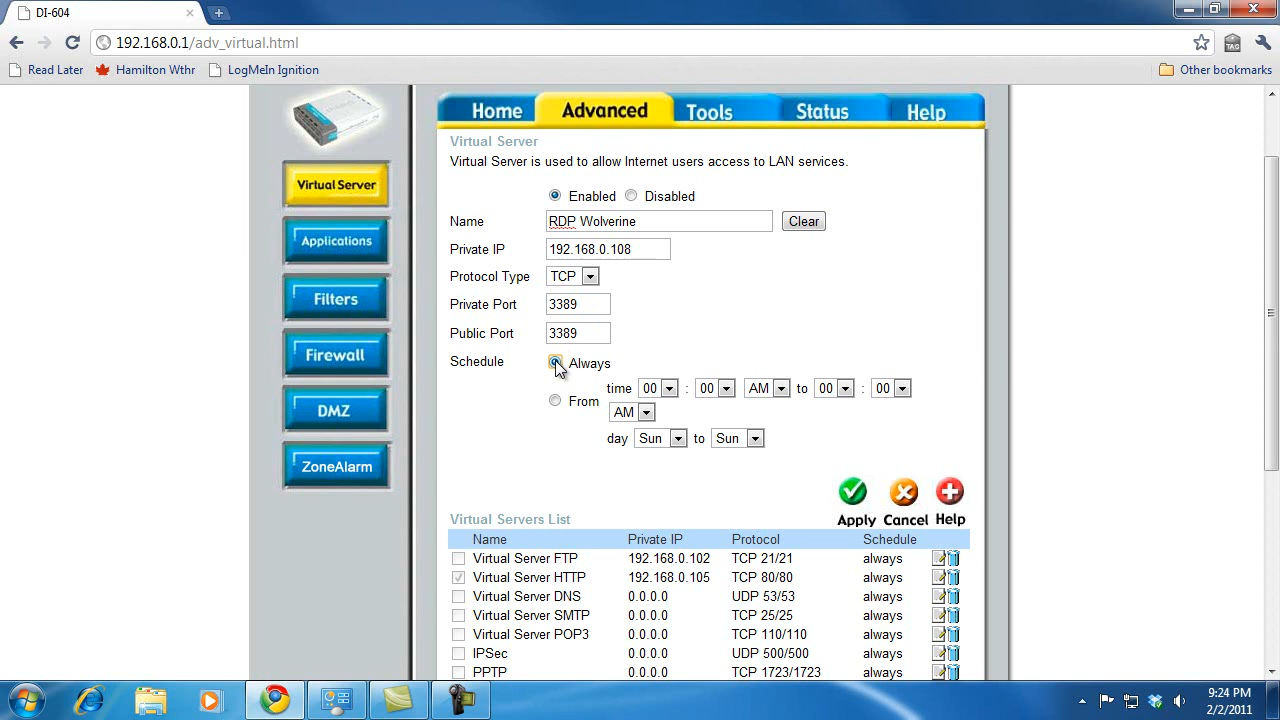 DI-604
192.168.0.1/adv_virtual.html
TAG
Read Later Hamilton Wthr LogMeIn Ignition Other bookmarks
Home Advanced Tools Status Help
Virtual Server
Applications
Filters
Firewall
DMZ
ZoneAlarm
Virtual Server
Virtual Server is used to allow Internet users access to LAN services.
Enabled Disabled
Name RDP Wolverine Clear
Private IP 192.168.0.108
Protocol Type TCP
Private Port 3389
Public Port 3389
Schedule Always
time 00 : 00 AM to 00 : 00
From
AM
day Sun to Sun
Apply Cancel Help
Virtual Servers List
Name Private IP Protocol Schedule
Virtual Server FTP 192.168.0.102 TCP 21/21 always
Virtual Server HTTP 192.168.0.105 TCP 80/80 always
Virtual Server DNS 0.0.0.0 UDP 53/53 always
Virtual Server SMTP 0.0.0.0 TCP 25/25 always
Virtual Server POP3 0.0.0.0 TCP 110/110 always
IPSec 0.0.0.0 UDP 500/500 always
PPTP 0.0.0.0 TCP 1723/1723 always
9:24 PM
2/2/2011